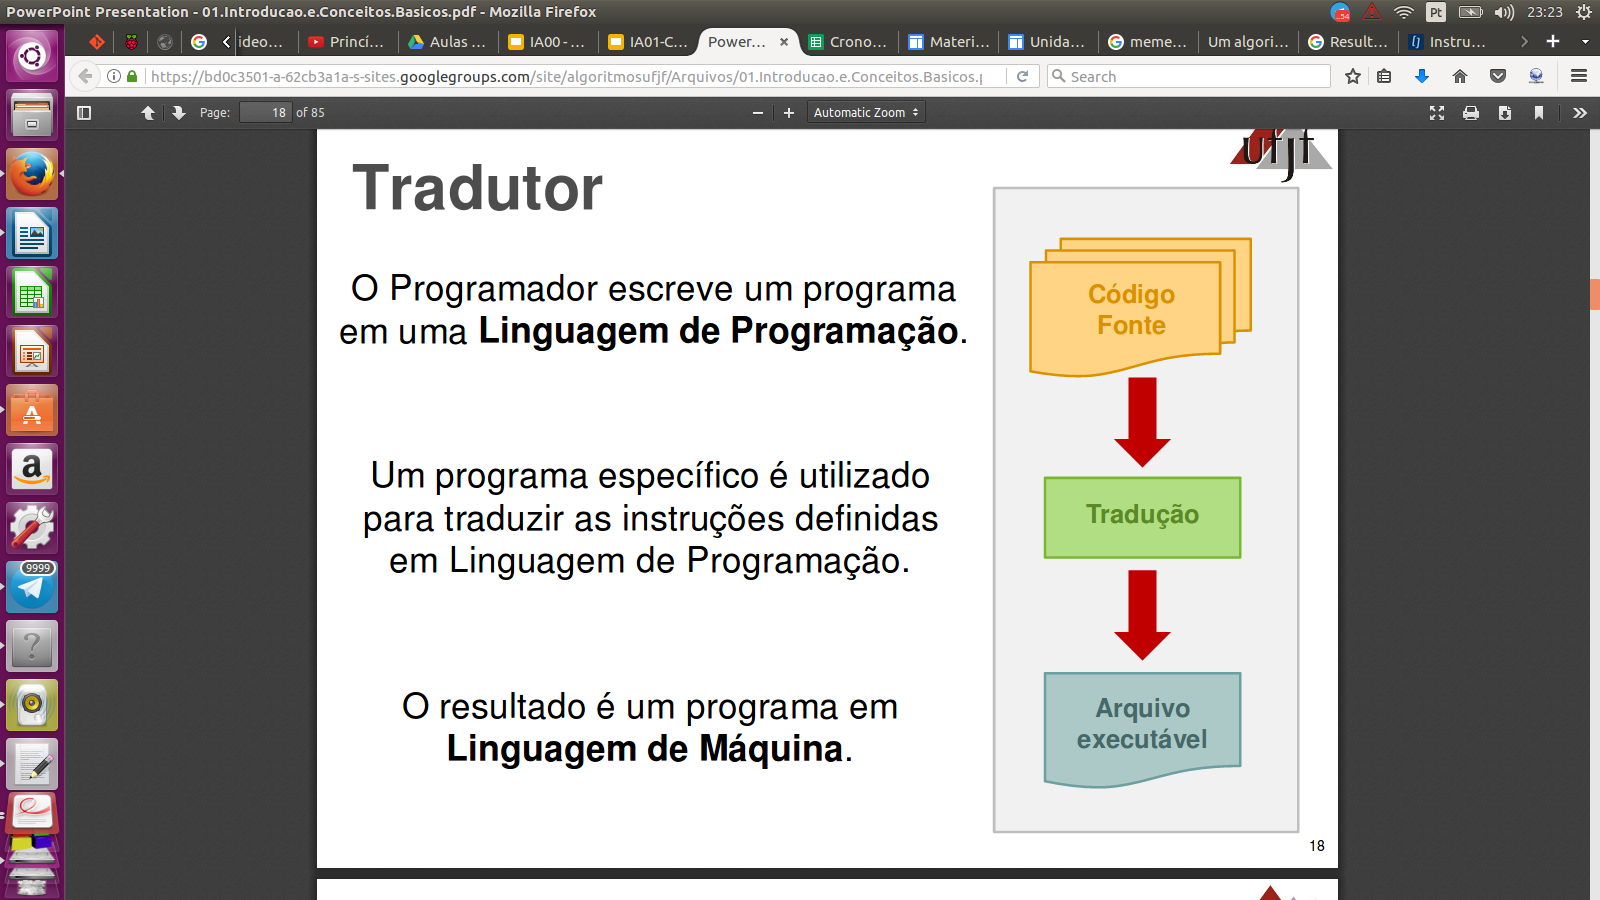 PowerPoint Presentation - 01.Introducao.e.Conceitos.Basicos.pdf - Mozilla Firefox
54
Pt
23:23
ideo...
Princí...
Aulas ...
IA00 - ...
IA01-C...
Power...
Crono...
Materi...
Unida...
meme...
Um algori...
Result...
Instru...
https://bd0c3501-a-62cb3a1a-s-sites.googlegroups.com/site/algoritmosufjf/Arquivos/01.Introducao.e.Conceitos.Basicos.p
Search
Page: 18 of 85
Automatic Zoom
ufjf
Tradutor
O Programador escreve um programa
em uma Linguagem de Programação.
Código
Fonte
Um programa específico é utilizado
para traduzir as instruções definidas
em Linguagem de Programação.
Tradução
O resultado é um programa em
Linguagem de Máquina.
Arquivo
executável
18
9999